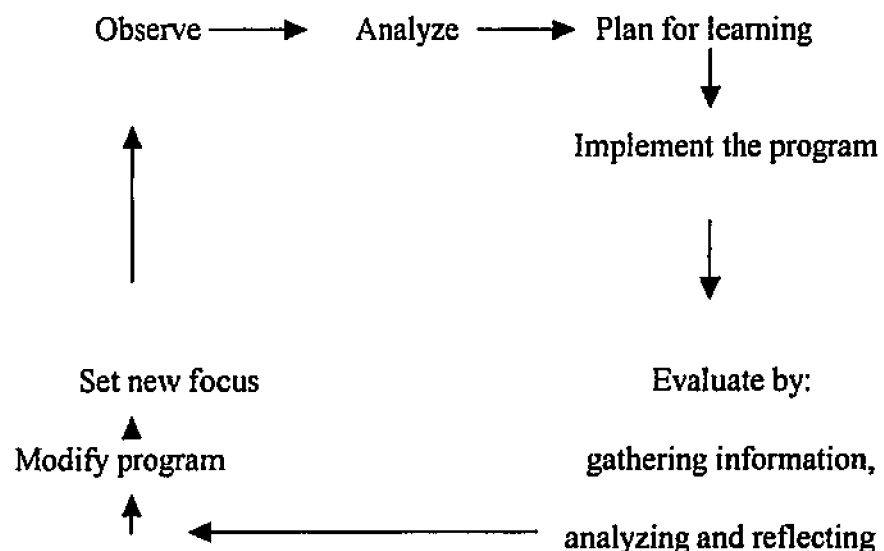 Observe
Analyze
Plan for learning
Implement the program
Set new focus
Evaluate by:
Modify program
gathering information,
analyzing and reflecting